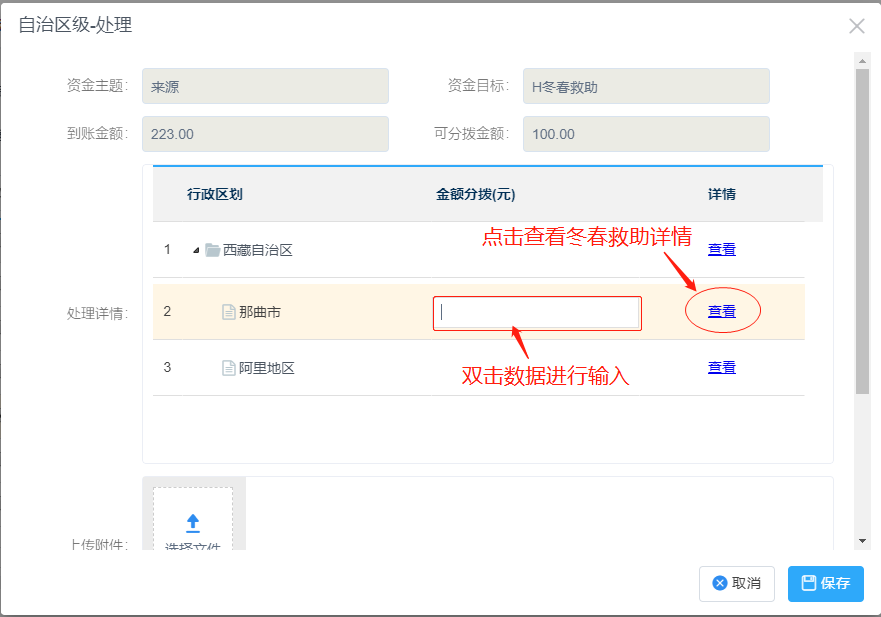 自治区级-处理
资金主题: 来源 资金目标: H冬春救助
到账金额: 223.00 可分拨金额: 100.00
行政区划 金额分拨(元) 详情
点击查看冬春救助详情
1 西藏自治区 查看
处理详情:
2 那曲市 查看
3 阿里地区 查看
双击数据进行输入
上传附件: 选择文件
取消 保存